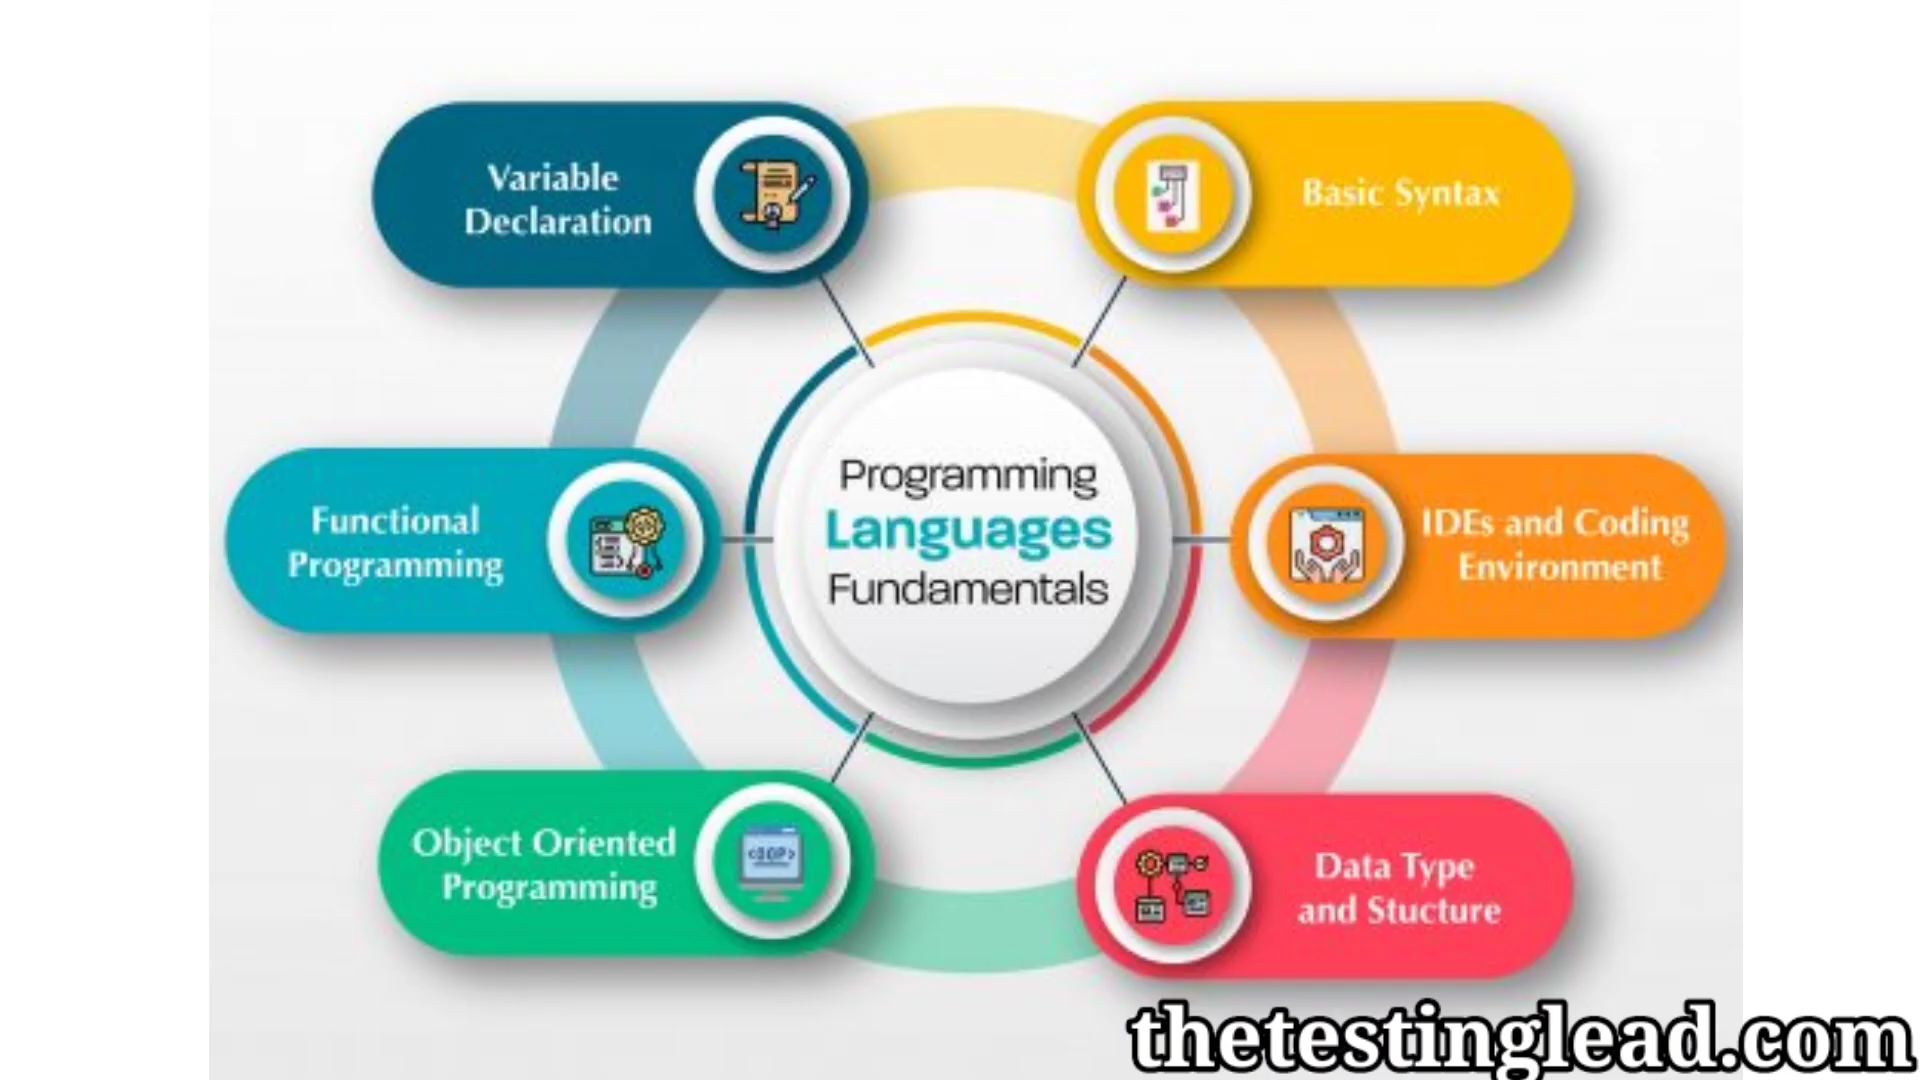 Variable
Declaration
Basic Syntax
Functional
Programming
Programming
Languages
Fundamentals
IDEs and Coding
Environment
Object Oriented
Programming
<OOP>
Data Type
and Stucture
thetestinglead.com